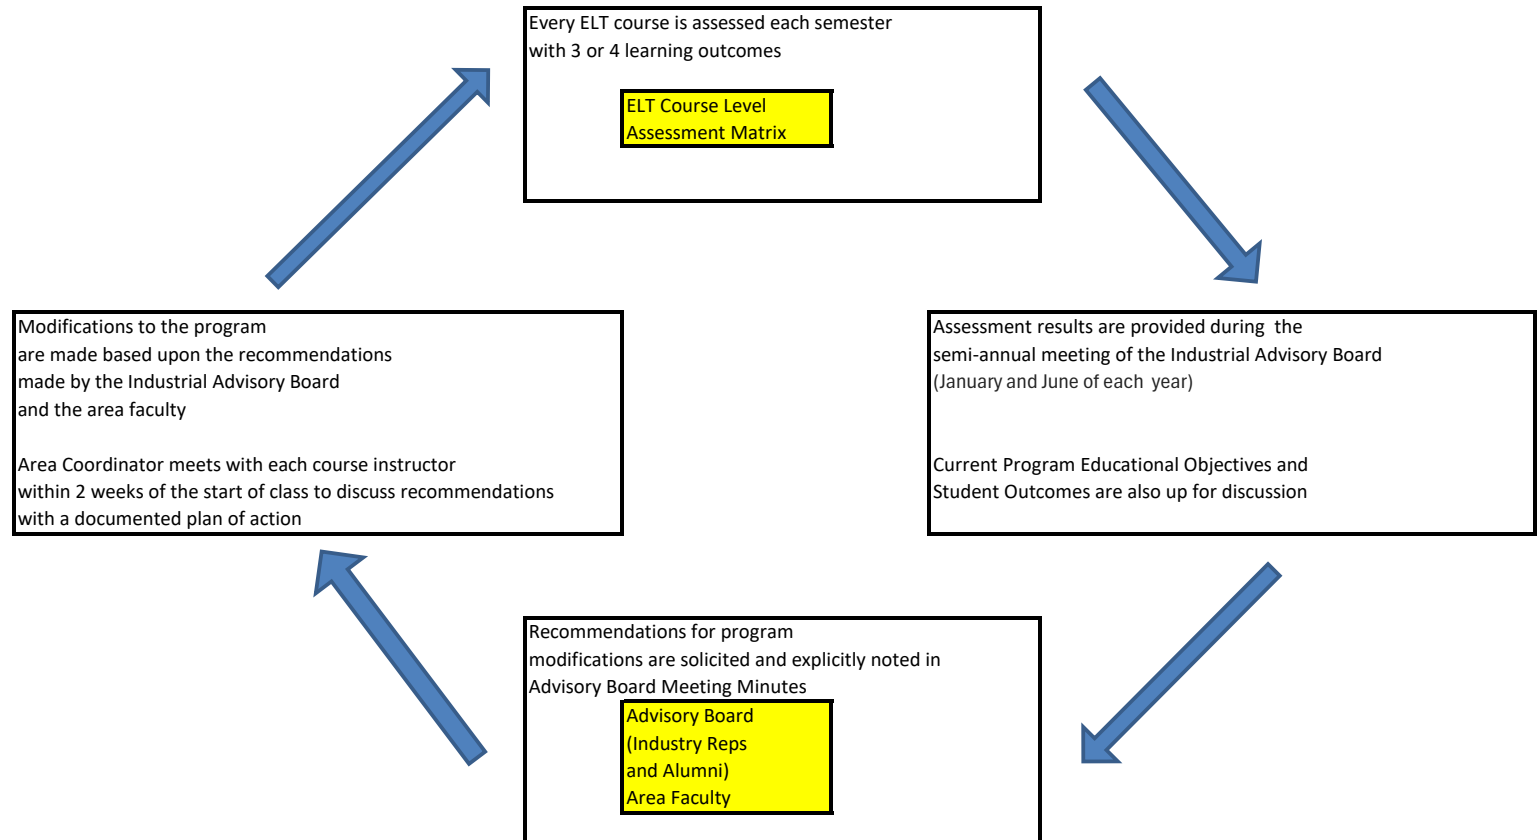 Every ELT course is assessed each semester
with 3 or 4 learning outcomes
ELT Course Level
Assessment Matrix
Modifications to the program
are made based upon the recommendations
made by the Industrial Advisory Board
and the area faculty
Area Coordinator meets with each course instructor
within 2 weeks of the start of class to discuss recommendations
with a documented plan of action
Assessment results are provided during the
semi-annual meeting of the Industrial Advisory Board
(January and June of each year)
Current Program Educational Objectives and
Student Outcomes are also up for discussion
Recommendations for program
modifications are solicited and explicitly noted in
Advisory Board Meeting Minutes
Advisory Board
(Industry Reps
and Alumni)
Area Faculty